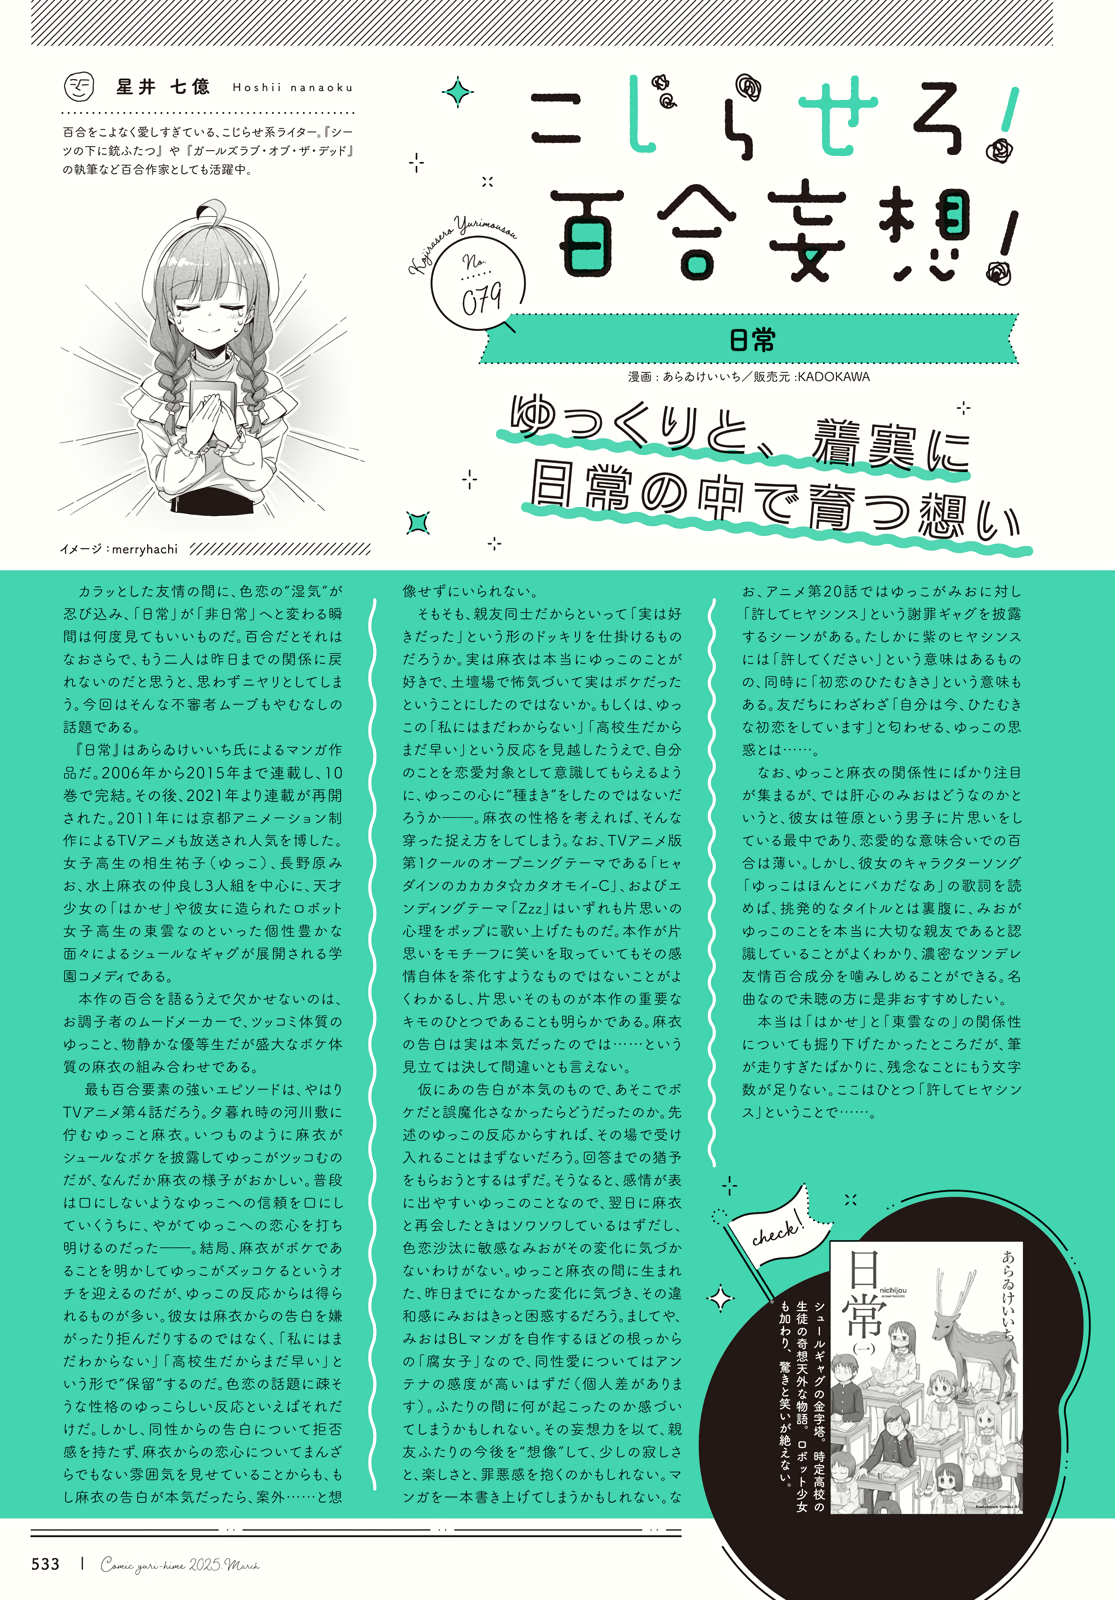 星井 七億 Hoshii nanaoku
百合をこよなく愛しすぎている、こじらせ系ライター。『シー
ツの下に銃ふたつ』や『ガールズラブ・オブ・ザ・デッド』
の執筆など百合作家としても活躍中。
イメージ：merryhachi
こじらせろ!
百合妄想!
Kojirasero Yurimousou
No.
079
日常
漫画：あらゐけいいち／販売元:KADOKAWA
ゆっくりと、着実に
日常の中で育つ想い
カラッとした友情の間に、色恋の“湿気”が
忍び込み、「日常」が「非日常」へと変わる瞬
間は何度見てもいいものだ。百合だとそれは
なおさらで、もう二人は昨日までの関係に戻
れないのだと思うと、思わずニヤリとしてしま
う。今回はそんな不審者ムーブもやむなしの
話題である。
『日常』はあらゐけいいち氏によるマンガ作
品だ。2006年から2015年まで連載し、10
巻で完結。その後、2021年より連載が再開
された。2011年には京都アニメーション制
作によるTVアニメも放送され人気を博した。
女子高生の相生祐子（ゆっこ）、長野原み
お、水上麻衣の仲良し3人組を中心に、天才
少女の「はかせ」や彼女に造られたロボット
女子高生の東雲なのといった個性豊かな
面々によるシュールなギャグが展開される学
園コメディである。
本作の百合を語るうえで欠かせないのは、
お調子者のムードメーカーで、ツッコミ体質の
ゆっこと、物静かな優等生だが盛大なボケ体
質の麻衣の組み合わせである。
最も百合要素の強いエピソードは、やはり
TVアニメ第4話だろう。夕暮れ時の河川敷に
佇むゆっこと麻衣。いつものように麻衣が
シュールなボケを披露してゆっこがツッコむの
だが、なんだか麻衣の様子がおかしい。普段
は口にしないようなゆっこへの信頼を口にし
ていくうちに、やがてゆっこへの恋心を打ち
明けるのだった――。結局、麻衣がボケであ
ることを明かしてゆっこがズッコケるというオ
チを迎えるのだが、ゆっこの反応からは得ら
れるものが多い。彼女は麻衣からの告白を嫌
がったり拒んだりするのではなく、「私にはま
だわからない」「高校生だからまだ早い」と
いう形で“保留”するのだ。色恋の話題に疎そ
うな性格のゆっこらしい反応といえばそれだ
けだ。しかし、同性からの告白について拒否
感を持たず、麻衣からの恋心についてまんざ
らでもない雰囲気を見せていることからも、も
し麻衣の告白が本気だったら、案外……と想
像せずにいられない。
そもそも、親友同士だからといって「実は好
きだった」という形のドッキリを仕掛けるもの
だろうか。実は麻衣は本当にゆっこのことが
好きで、土壇場で怖気づいて実はボケだった
ということにしたのではないか。もしくは、ゆっ
この「私にはまだわからない」「高校生だから
まだ早い」という反応を見越したうえで、自分
のことを恋愛対象として意識してもらえるよう
に、ゆっこの心に“種まき”をしたのではないだ
ろうか――。麻衣の性格を考えれば、そんな
穿った捉え方をしてしまう。なお、TVアニメ版
第1クールのオープニングテーマである「ヒャ
ダインのカカカタ☆カタオモイ-C」、およびエ
ンディングテーマ「Zzz」はいずれも片思いの
心理をポップに歌い上げたものだ。本作が片
思いをモチーフに笑いを取っていてもその感
情自体を茶化すようなものではないことがよ
くわかるし、片思いそのものが本作の重要な
キモのひとつであることも明らかである。麻衣
の告白は実は本気だったのでは……という
見立ては決して間違いとも言えない。
仮にあの告白が本気のもので、あそこでボ
ケだと誤魔化さなかったらどうだったのか。先
述のゆっこの反応からすれば、その場で受け
入れることはまずないだろう。回答までの猶予
をもらおうとするはずだ。そうなると、感情が表
に出やすいゆっこのことなので、翌日に麻衣
と再会したときはソワソワしているはずだし、
色恋沙汰に敏感なみおがその変化に気づか
ないわけがない。ゆっこと麻衣の間に生まれ
た、昨日までになかった変化に気づき、その違
和感にみおはきっと困惑するだろう。ましてや、
みおはBLマンガを自作するほどの根っから
の「腐女子」なので、同性愛についてはアン
テナの感度が高いはずだ（個人差がありま
す）。ふたりの間に何が起こったのか感づい
てしまうかもしれない。その妄想力を以て、親
友ふたりの今後を“想像”して、少しの寂しさ
と、楽しさと、罪悪感を抱くのかもしれない。マ
ンガを一本書き上げてしまうかもしれない。な
お、アニメ第20話ではゆっこがみおに対し
「許してヒヤシンス」という謝罪ギャグを披露
するシーンがある。たしかに紫のヒヤシンス
には「許してください」という意味はあるもの
の、同時に「初恋のひたむきさ」という意味も
ある。友だちにわざわざ「自分は今、ひたむき
な初恋をしています」と匂わせる、ゆっこの思
惑とは……。
なお、ゆっこと麻衣の関係性にばかり注目
が集まるが、では肝心のみおはどうなのかと
いうと、彼女は笹原という男子に片思いをし
ている最中であり、恋愛的な意味合いでの百
合は薄い。しかし、彼女のキャラクターソング
「ゆっこはほんとにバカだなあ」の歌詞を読
めば、挑発的なタイトルとは裏腹に、みおが
ゆっこのことを本当に大切な親友であると認
識していることがよくわかり、濃密なツンデレ
友情百合成分を噛みしめることができる。名
曲なので未聴の方に是非おすすめしたい。
本当は「はかせ」と「東雲なの」の関係性
についても掘り下げたかったところだが、筆
が走りすぎたばかりに、残念なことにもう文字
数が足りない。ここはひとつ「許してヒヤシン
ス」ということで……。
check!
シュールギャグの金字塔。時定高校の
生徒の奇想天外な物語。ロボット少女
も加わり、驚きと笑いが絶えない。
日常
nichijou
（一）
あらゐけいいち
Kadokawa Comics A
533 | Comic yuri-hime 2025. March